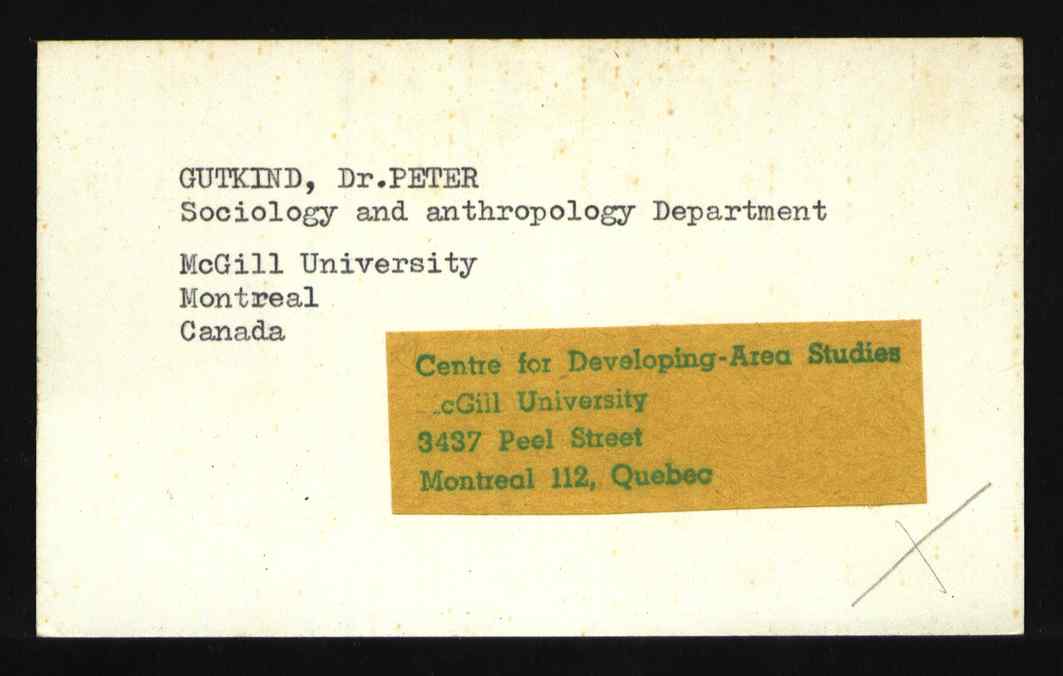 GUTKIND, Dr.PETER
Sociology and anthropology Department
McGill University
Montreal
Canada
Centre for Developing-Area Studies
cGill University
3437 Peel Street
Montreal 112, Quebec